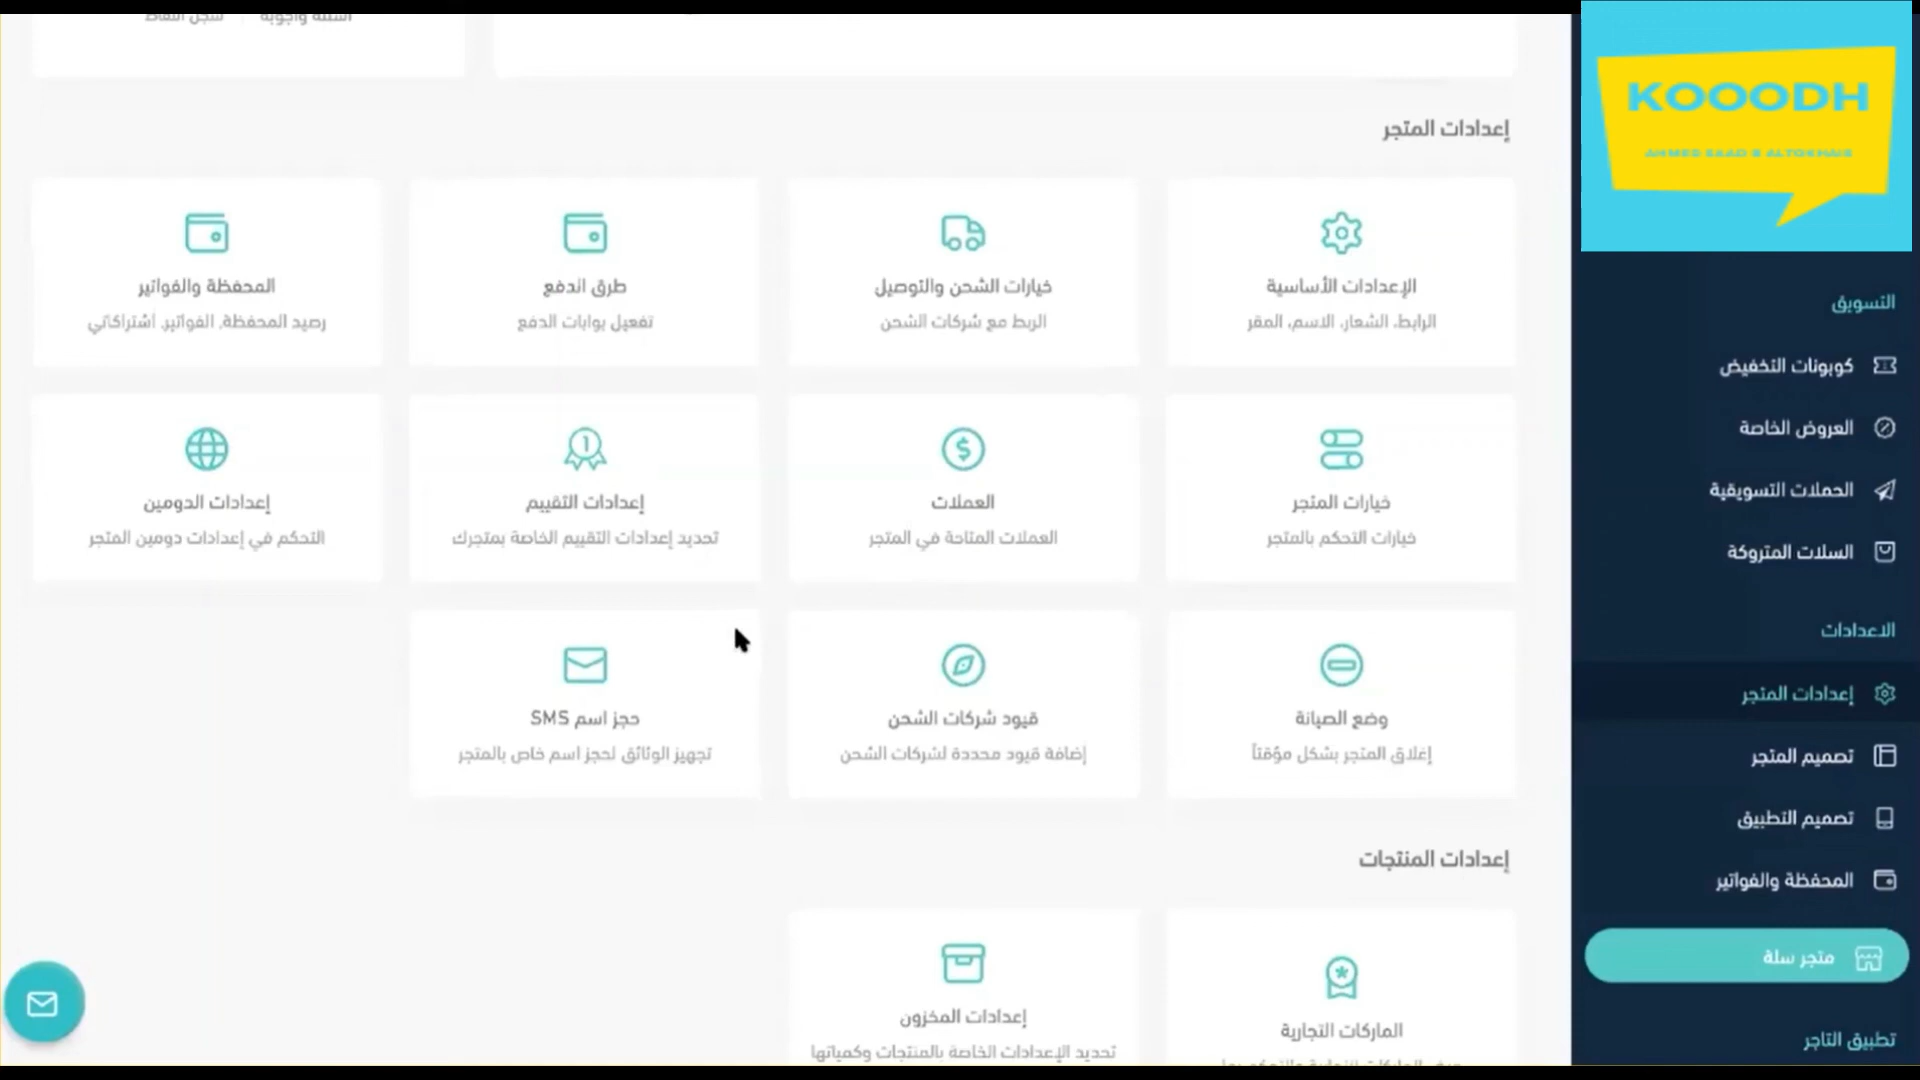 أسئلة وأجوبة
سجل النقاط
إعدادات المتجر
الإعدادات الأساسية
الرابط، الشعار، الاسم، المقر
خيارات الشحن والتوصيل
الربط مع شركات الشحن
طرق الدفع
تفعيل بوابات الدفع
المحفظة والفواتير
رصيد المحفظة، الفواتير، اشتراكاتي
خيارات المتجر
خيارات التحكم بالمتجر
العملات
العملات المتاحة في المتجر
إعدادات التقييم
تحديد إعدادات التقييم الخاصة بمتجرك
إعدادات الدومين
التحكم في إعدادات دومين المتجر
وضع الصيانة
إغلاق المتجر بشكل مؤقتاً
قيود شركات الشحن
إضافة قيود محددة لشركات الشحن
حجز اسم SMS
تجهيز الوثائق لحجز اسم خاص بالمتجر
إعدادات المنتجات
الماركات التجارية
إعدادات المخزون
تحديد الإعدادات الخاصة بالمنتجات وكمياتها
KOOODH
التسويق
كوبونات التخفيض
العروض الخاصة
الحملات التسويقية
السلات المتروكة
الاعدادات
إعدادات المتجر
تصميم المتجر
تصميم التطبيق
المحفظة والفواتير
متجر سلة
تطبيق التاجر